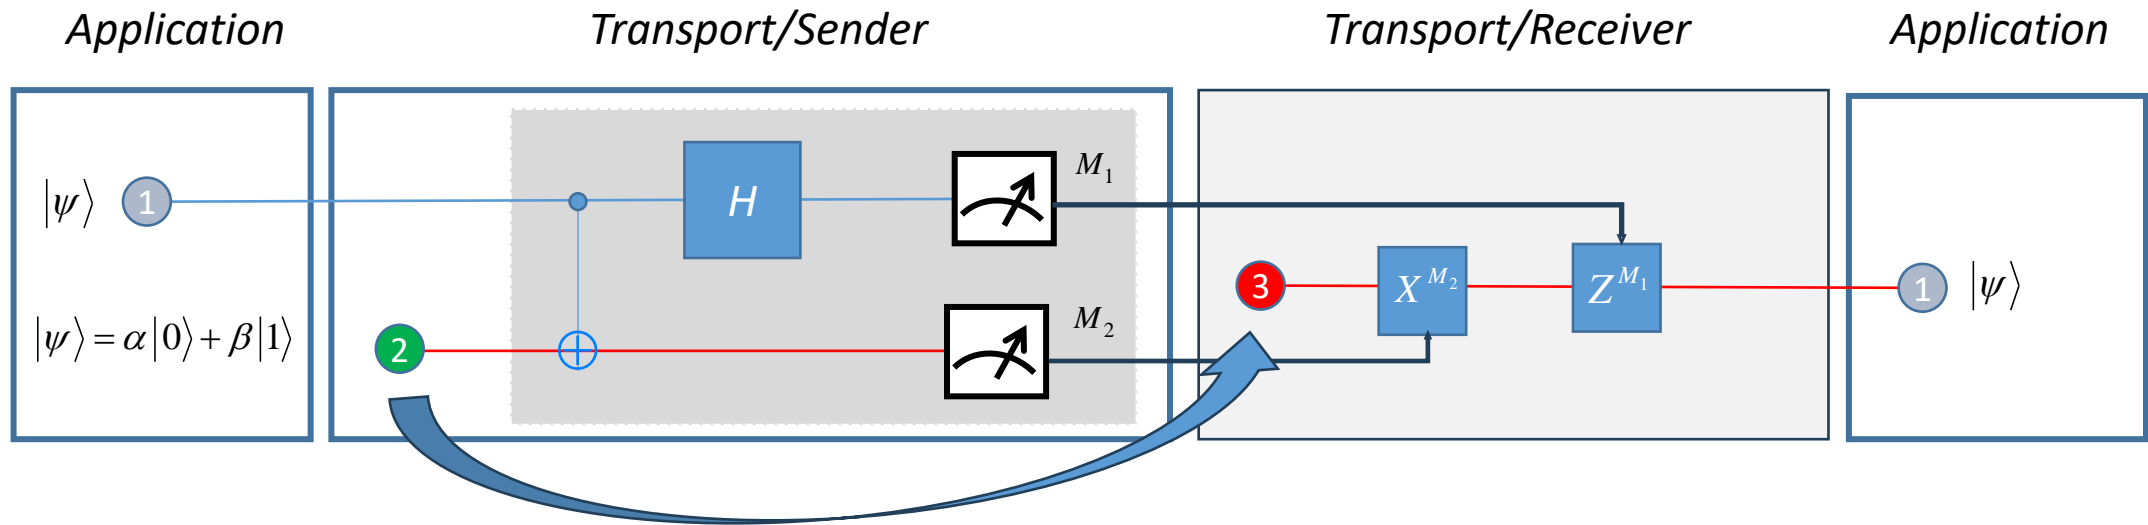 Application
Transport/Sender
Transport/Receiver
Application
|ψ⟩
1
H
M₁
|ψ⟩ = α|0⟩ + β|1⟩
2
M₂
3
X^{M₂}
Z^{M₁}
1
|ψ⟩